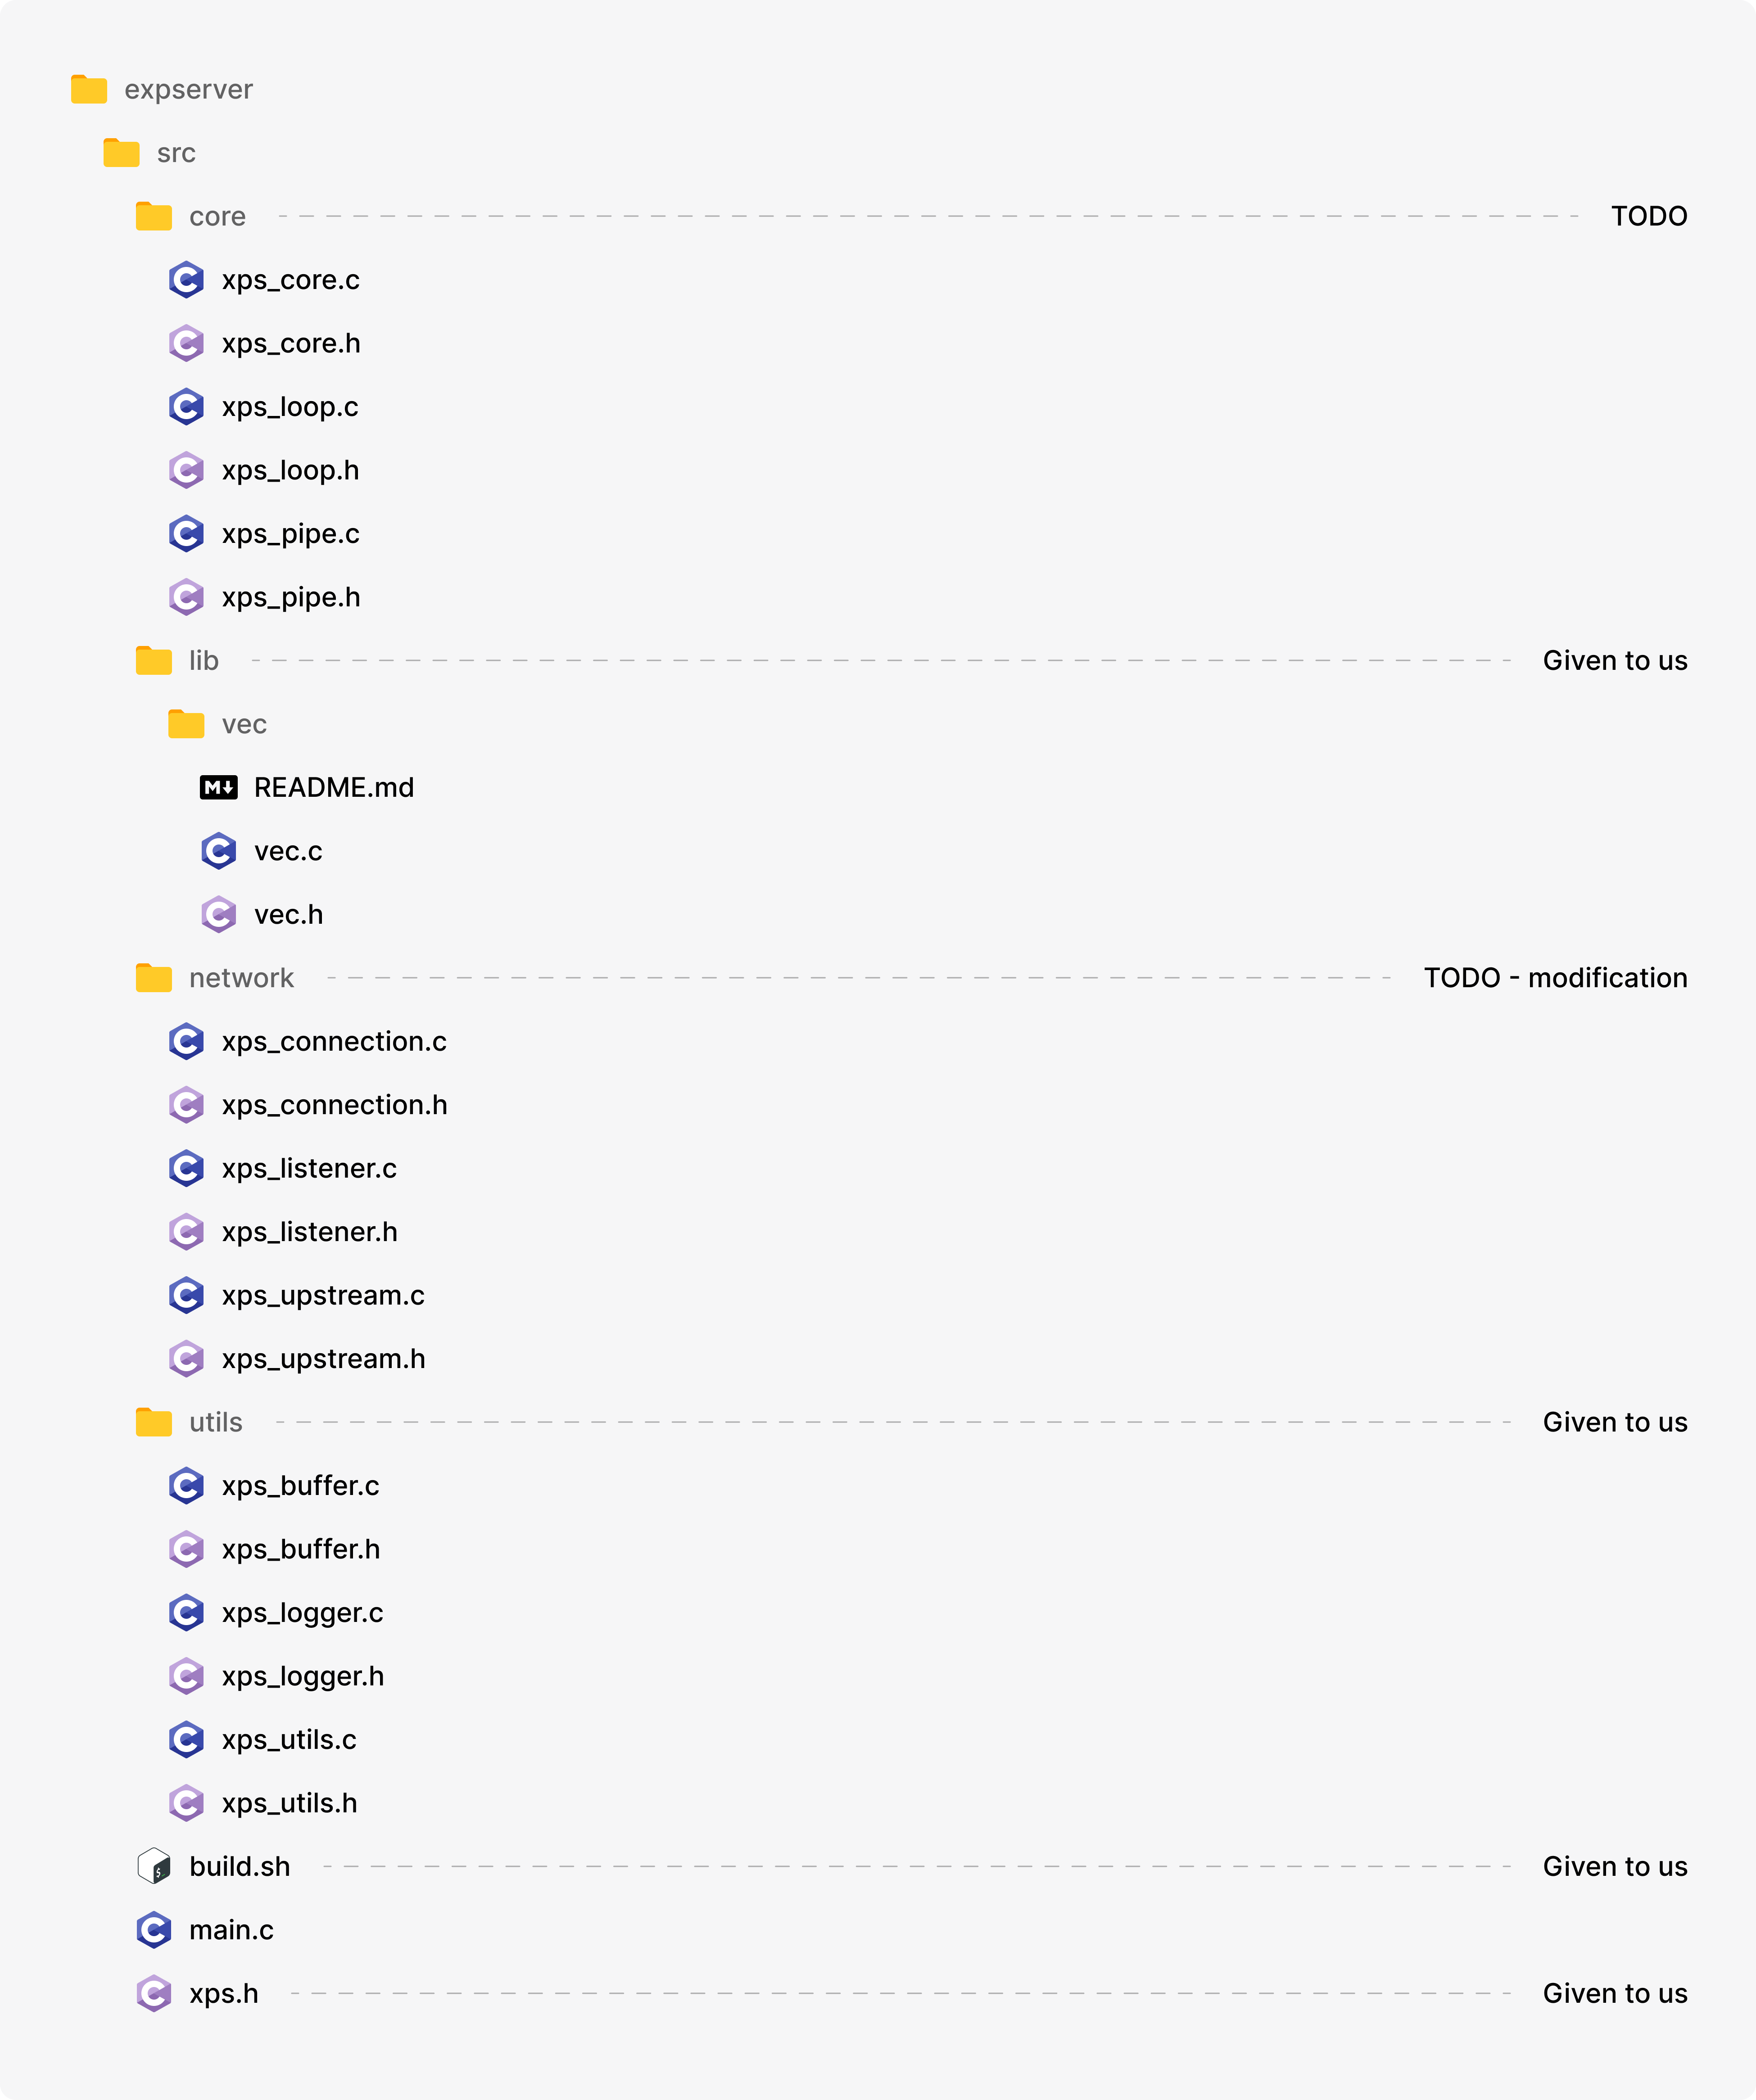 expserver
src
core TODO
xps_core.c
xps_core.h
xps_loop.c
xps_loop.h
xps_pipe.c
xps_pipe.h
lib Given to us
vec
README.md
vec.c
vec.h
network TODO - modification
xps_connection.c
xps_connection.h
xps_listener.c
xps_listener.h
xps_upstream.c
xps_upstream.h
utils Given to us
xps_buffer.c
xps_buffer.h
xps_logger.c
xps_logger.h
xps_utils.c
xps_utils.h
build.sh Given to us
main.c
xps.h Given to us